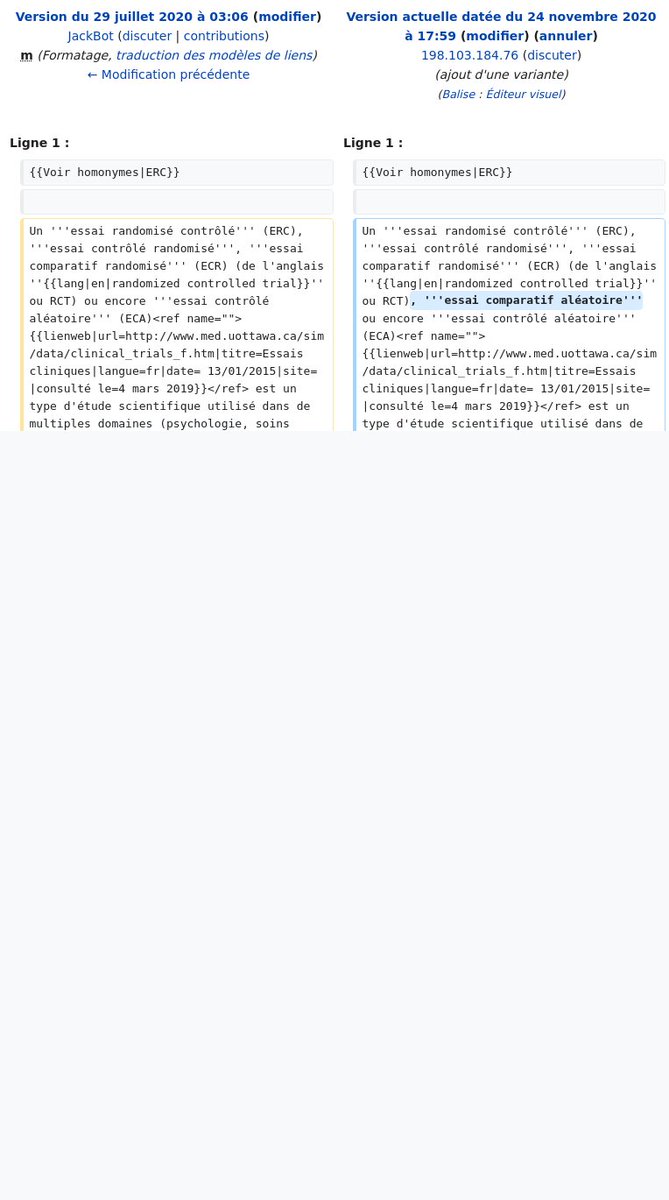 Version du 29 juillet 2020 à 03:06 (modifier)
JackBot (discuter | contributions)
m (Formatage, traduction des modèles de liens)
← Modification précédente
Version actuelle datée du 24 novembre 2020
à 17:59 (modifier) (annuler)
198.103.184.76 (discuter)
(ajout d'une variante)
(Balise : Éditeur visuel)
Ligne 1 :
{{Voir homonymes|ERC}}
Un '''essai randomisé contrôlé''' (ERC),
'''essai contrôlé randomisé''', '''essai
comparatif randomisé''' (ECR) (de l'anglais
''{{lang|en|randomized controlled trial}}''
ou RCT) ou encore '''essai contrôlé
aléatoire''' (ECA)<ref name="">
{{lienweb|url=http://www.med.uottawa.ca/sim
/data/clinical_trials_f.htm|titre=Essais
cliniques|langue=fr|date= 13/01/2015|site=
|consulté le=4 mars 2019}}</ref> est un
type d'étude scientifique utilisé dans de
multiples domaines (psychologie, soins
Ligne 1 :
{{Voir homonymes|ERC}}
Un '''essai randomisé contrôlé''' (ERC),
'''essai contrôlé randomisé''', '''essai
comparatif randomisé''' (ECR) (de l'anglais
''{{lang|en|randomized controlled trial}}''
ou RCT), '''essai comparatif aléatoire'''
ou encore '''essai contrôlé aléatoire'''
(ECA)<ref name="">
{{lienweb|url=http://www.med.uottawa.ca/sim
/data/clinical_trials_f.htm|titre=Essais
cliniques|langue=fr|date= 13/01/2015|site=
|consulté le=4 mars 2019}}</ref> est un
type d'étude scientifique utilisé dans de